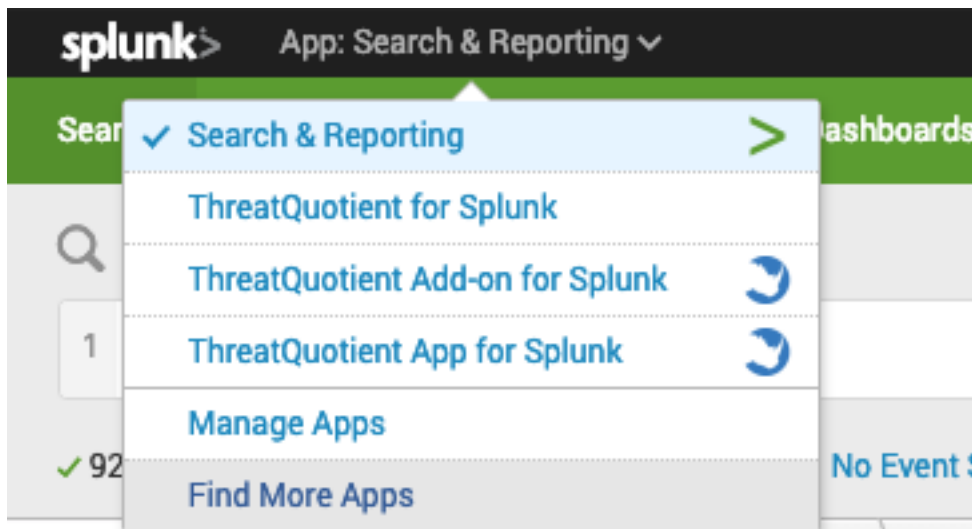 splunk> App: Search & Reporting
Sear
ashboards
Search & Reporting
ThreatQuotient for Splunk
ThreatQuotient Add-on for Splunk
1
ThreatQuotient App for Splunk
Manage Apps
92
No Event
Find More Apps